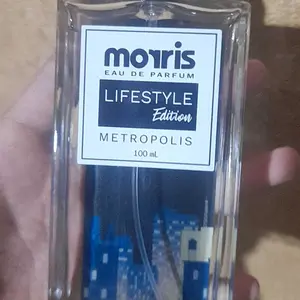 morris
EAU DE PARFUM
LIFESTYLE
Edition
METROPOLIS
100 mL